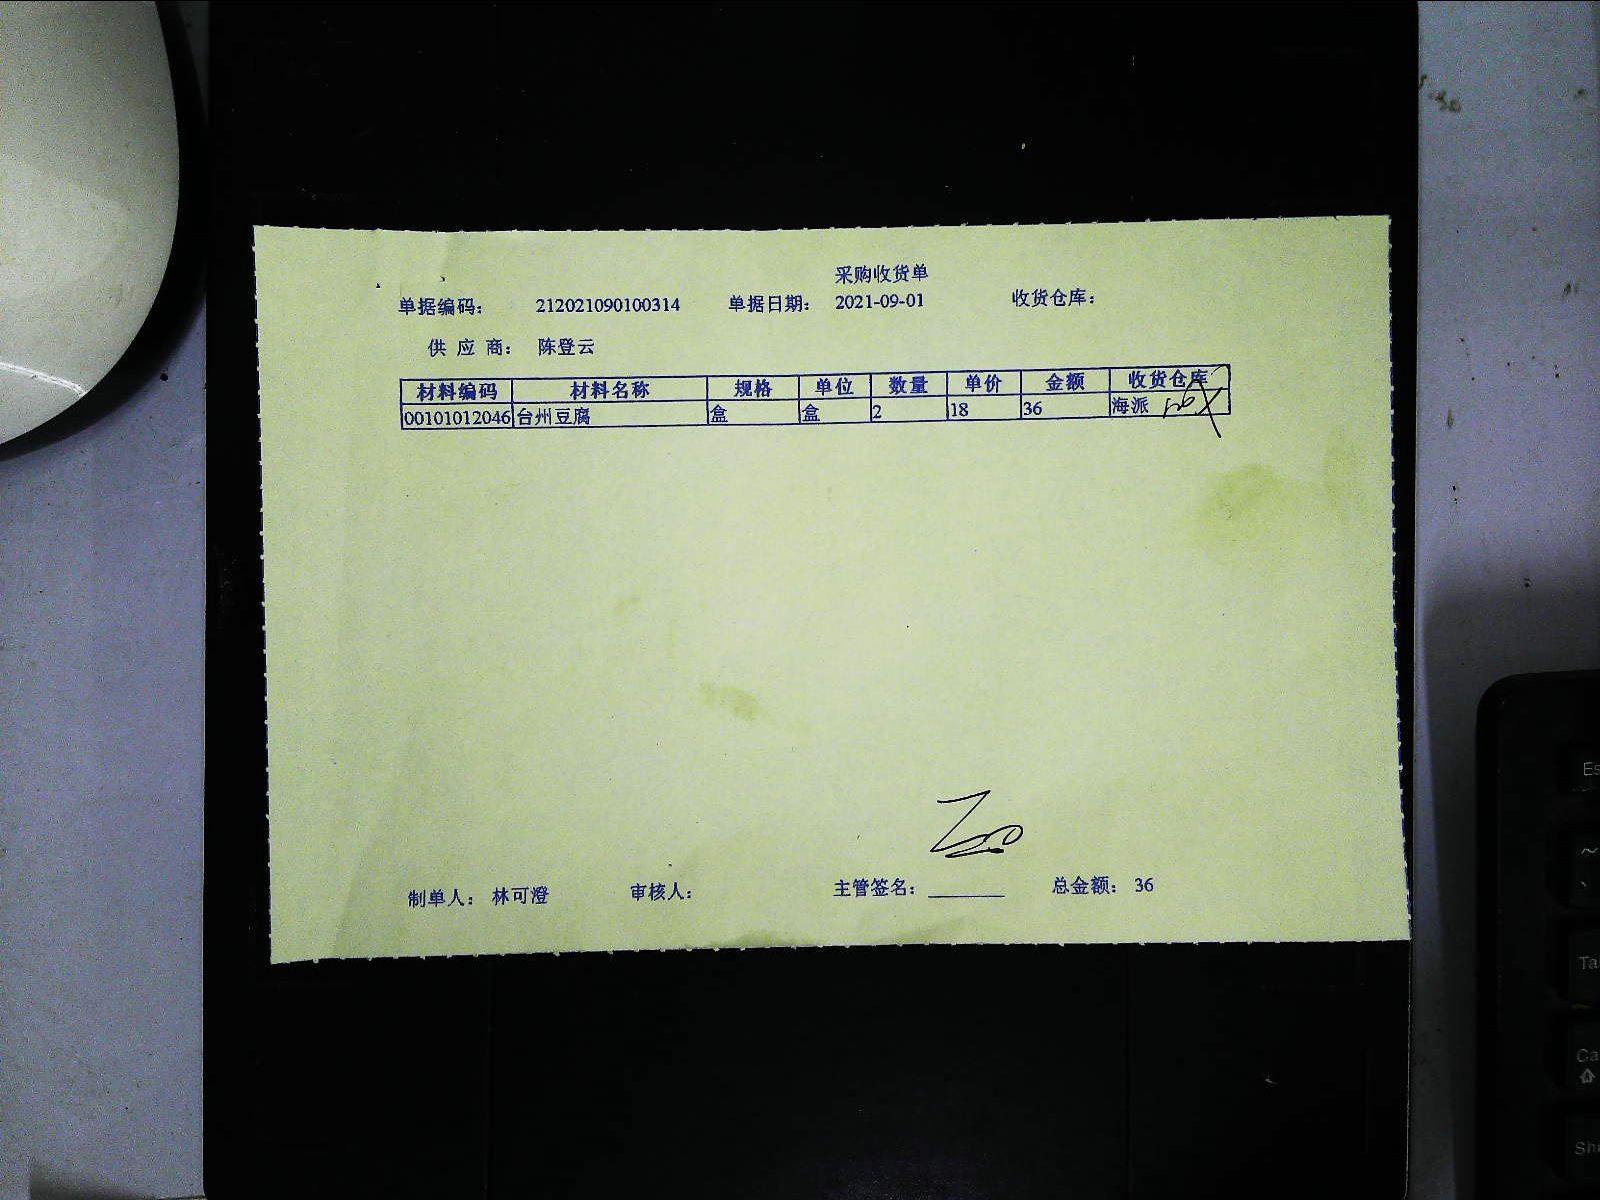 采购收货单
单据编码： 212021090100314 单据日期： 2021-09-01 收货仓库：
供 应 商： 陈登云
材料编码 材料名称 规格 单位 数量 单价 金额 收货仓库
00101012046 台州豆腐 盒 盒 2 18 36 海派
制单人： 林可澄 审核人： 主管签名： 总金额： 36
Es
~
Ta
Ca
Shi